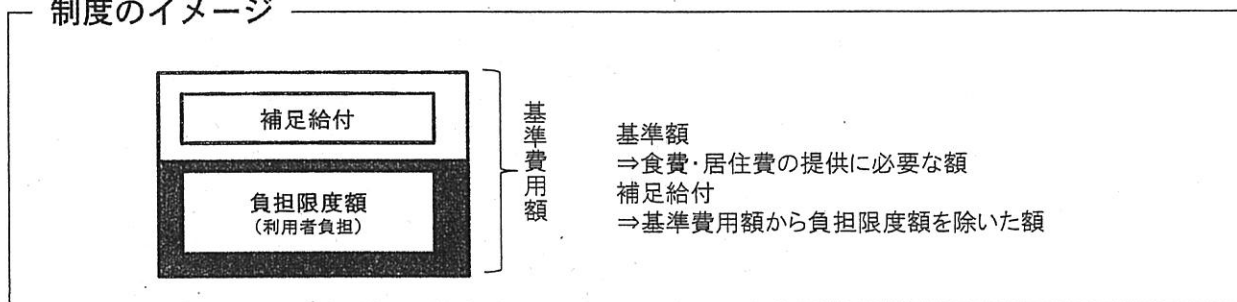 制度のイメージ
補足給付
負担限度額
(利用者負担)
基準費用額
基準額
⇒食費・居住費の提供に必要な額
補足給付
⇒基準費用額から負担限度額を除いた額